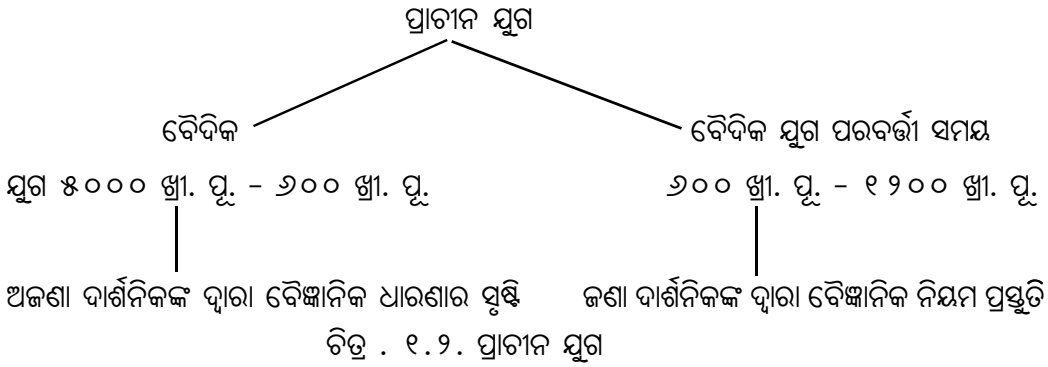 ପ୍ରାଚୀନ ଯୁଗ
ବୈଦିକ
ବୈଦିକ ଯୁଗ ପରବର୍ତ୍ତୀ ସମୟ
ଯୁଗ ୫୦୦୦ ଖ୍ରୀ. ପୂ. - ୬୦୦ ଖ୍ରୀ. ପୂ.
୬୦୦ ଖ୍ରୀ. ପୂ. - ୧୨୦୦ ଖ୍ରୀ. ପୂ.
ଅଜଣା ଦାର୍ଶନିକଙ୍କ ଦ୍ୱାରା ବୈଜ୍ଞାନିକ ଧାରଣାର ସୃଷ୍ଟି
ଜଣା ଦାର୍ଶନିକଙ୍କ ଦ୍ୱାରା ବୈଜ୍ଞାନିକ ନିୟମ ପ୍ରସ୍ତୁତି
ଚିତ୍ର . ୧.୨. ପ୍ରାଚୀନ ଯୁଗ